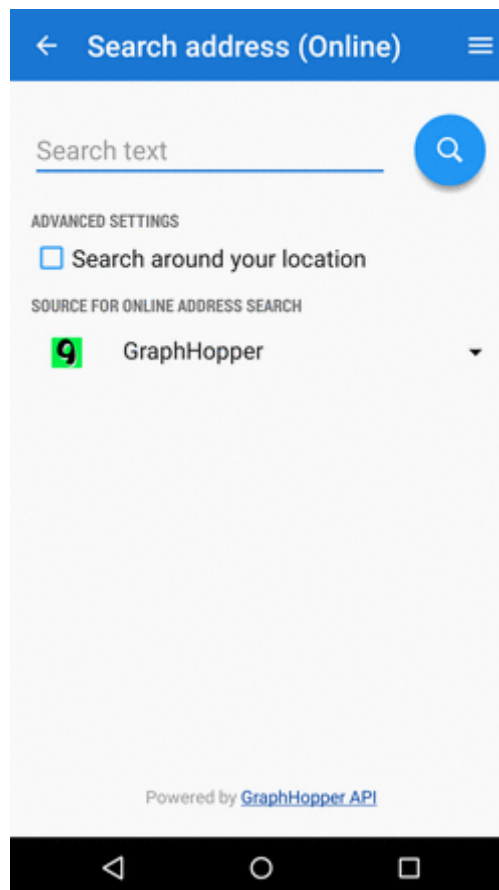 Search address (Online)
Search text
ADVANCED SETTINGS
Search around your location
SOURCE FOR ONLINE ADDRESS SEARCH
GraphHopper
Powered by GraphHopper API